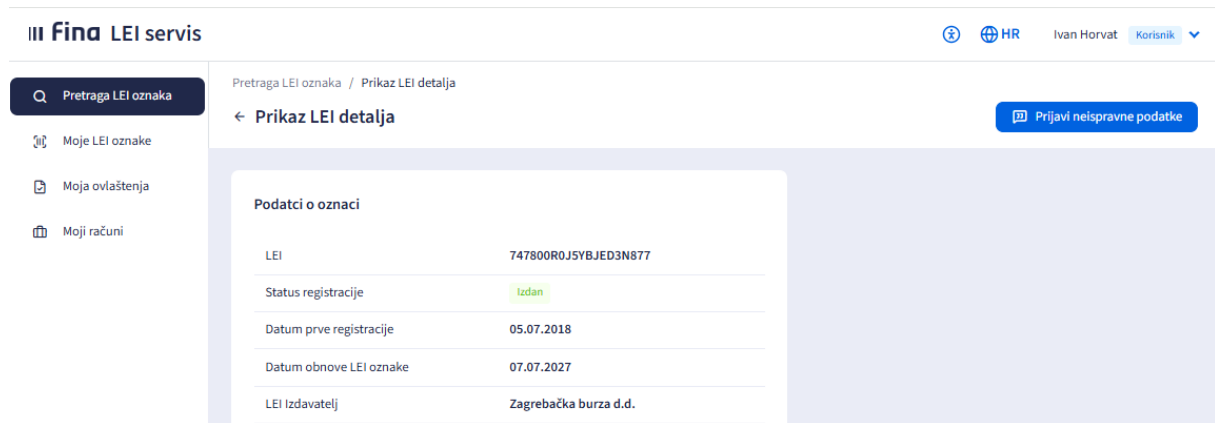 Fina LEI servis
HR Ivan Horvat Korisnik
Pretraga LEI oznaka
Moje LEI oznake
Moja ovlaštenja
Moji računi
Pretraga LEI oznaka / Prikaz LEI detalja
← Prikaz LEI detalja
Prijavi neispravne podatke
Podatci o oznaci
LEI 747800R0J5YBJED3N877
Status registracije Izdan
Datum prve registracije 05.07.2018
Datum obnove LEI oznake 07.07.2027
LEI Izdavatelj Zagrebačka burza d.d.